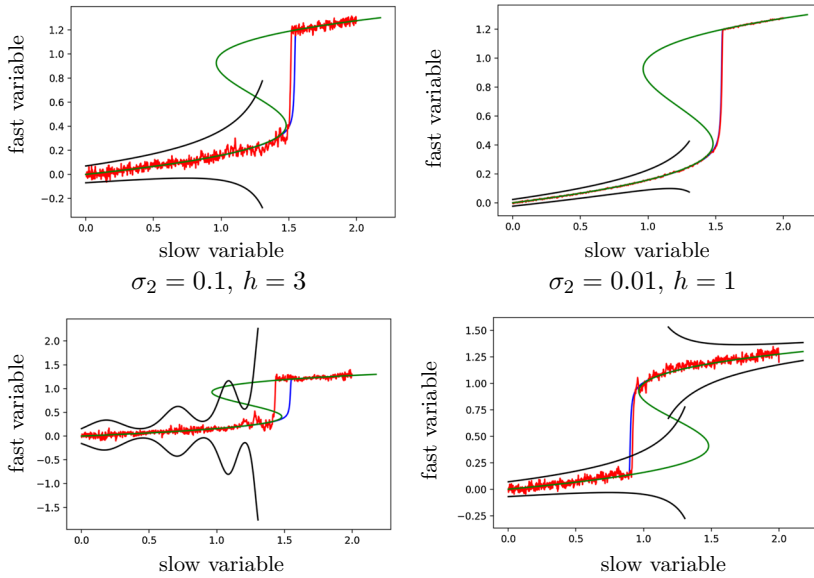 1.2
1.0
0.8
0.6
0.4
0.2
0.0
−0.2
fast variable
0.0 0.5 1.0 1.5 2.0
slow variable
σ₂ = 0.1, h = 3
1.2
1.0
0.8
0.6
0.4
0.2
0.0
fast variable
0.0 0.5 1.0 1.5 2.0
slow variable
σ₂ = 0.01, h = 1
2.0
1.5
1.0
0.5
0.0
−0.5
−1.0
−1.5
fast variable
0.0 0.5 1.0 1.5 2.0
slow variable
1.50
1.25
1.00
0.75
0.50
0.25
0.00
−0.25
fast variable
0.0 0.5 1.0 1.5 2.0
slow variable